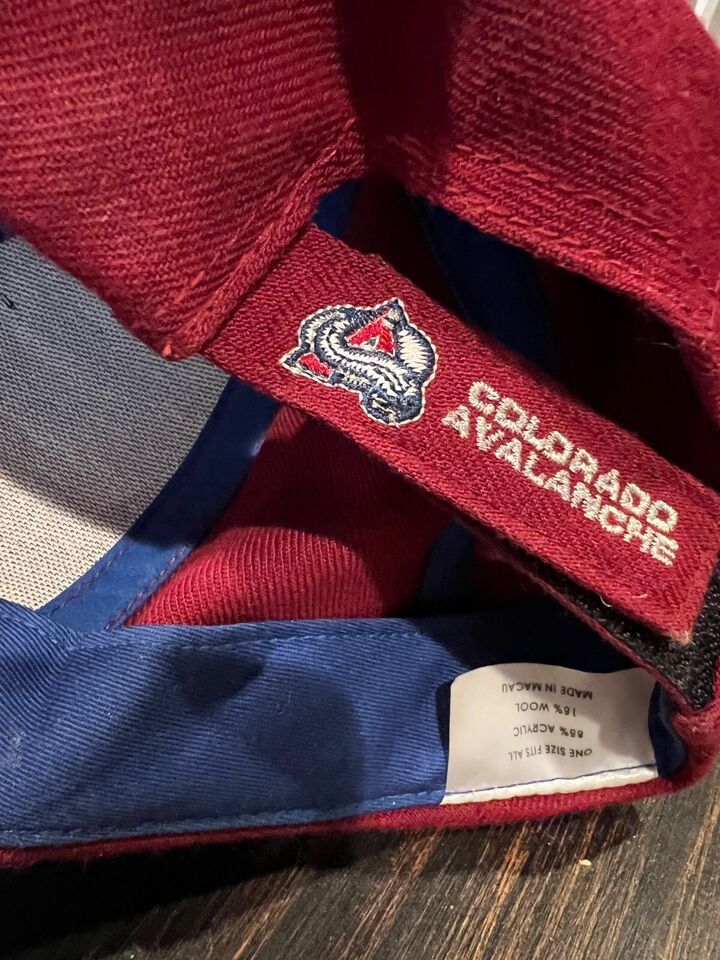 COLORADO
AVALANCHE
ONE SIZE FITS ALL
85% ACRYLIC
15% WOOL
MADE IN MACAU